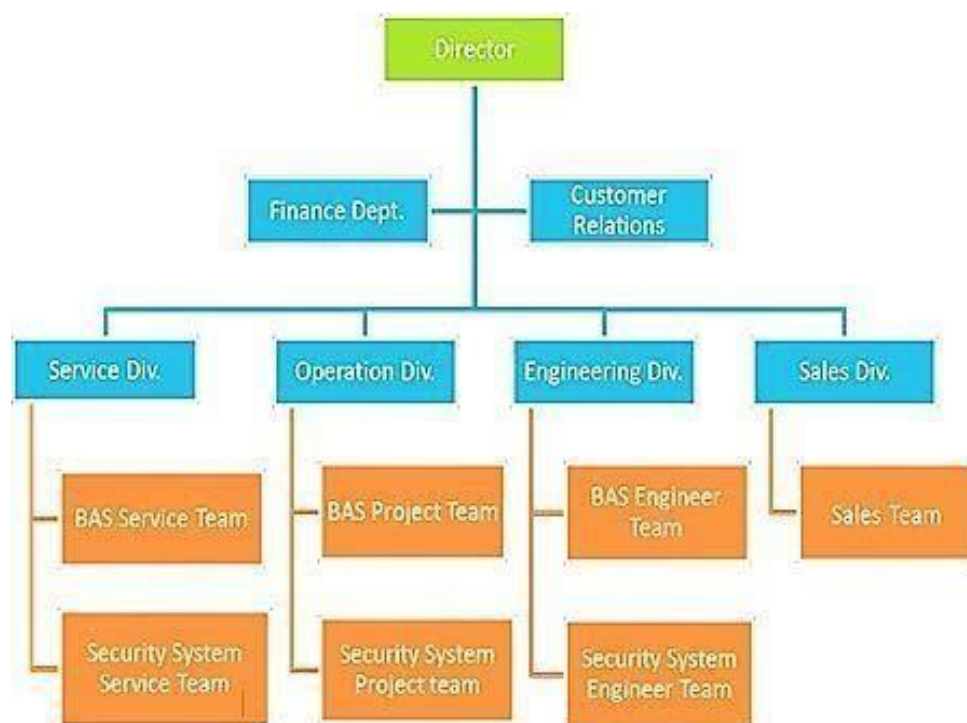 Director
Finance Dept.
Customer
Relations
Service Div.
Operation Div.
Engineering Div.
Sales Div.
BAS Service Team
BAS Project Team
BAS Engineer
Team
Sales Team
Security System
Service Team
Security System
Project team
Security System
Engineer Team